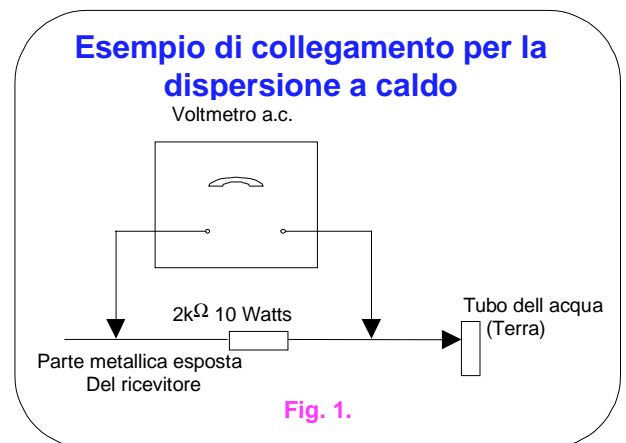 Esempio di collegamento per la
dispersione a caldo
Voltmetro a.c.
2kΩ 10 Watts
Tubo dell acqua
(Terra)
Parte metallica esposta
Del ricevitore
Fig. 1.